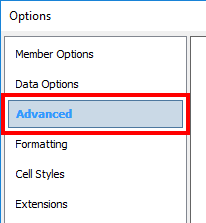 Options
Member Options
Data Options
Advanced
Formatting
Cell Styles
Extensions